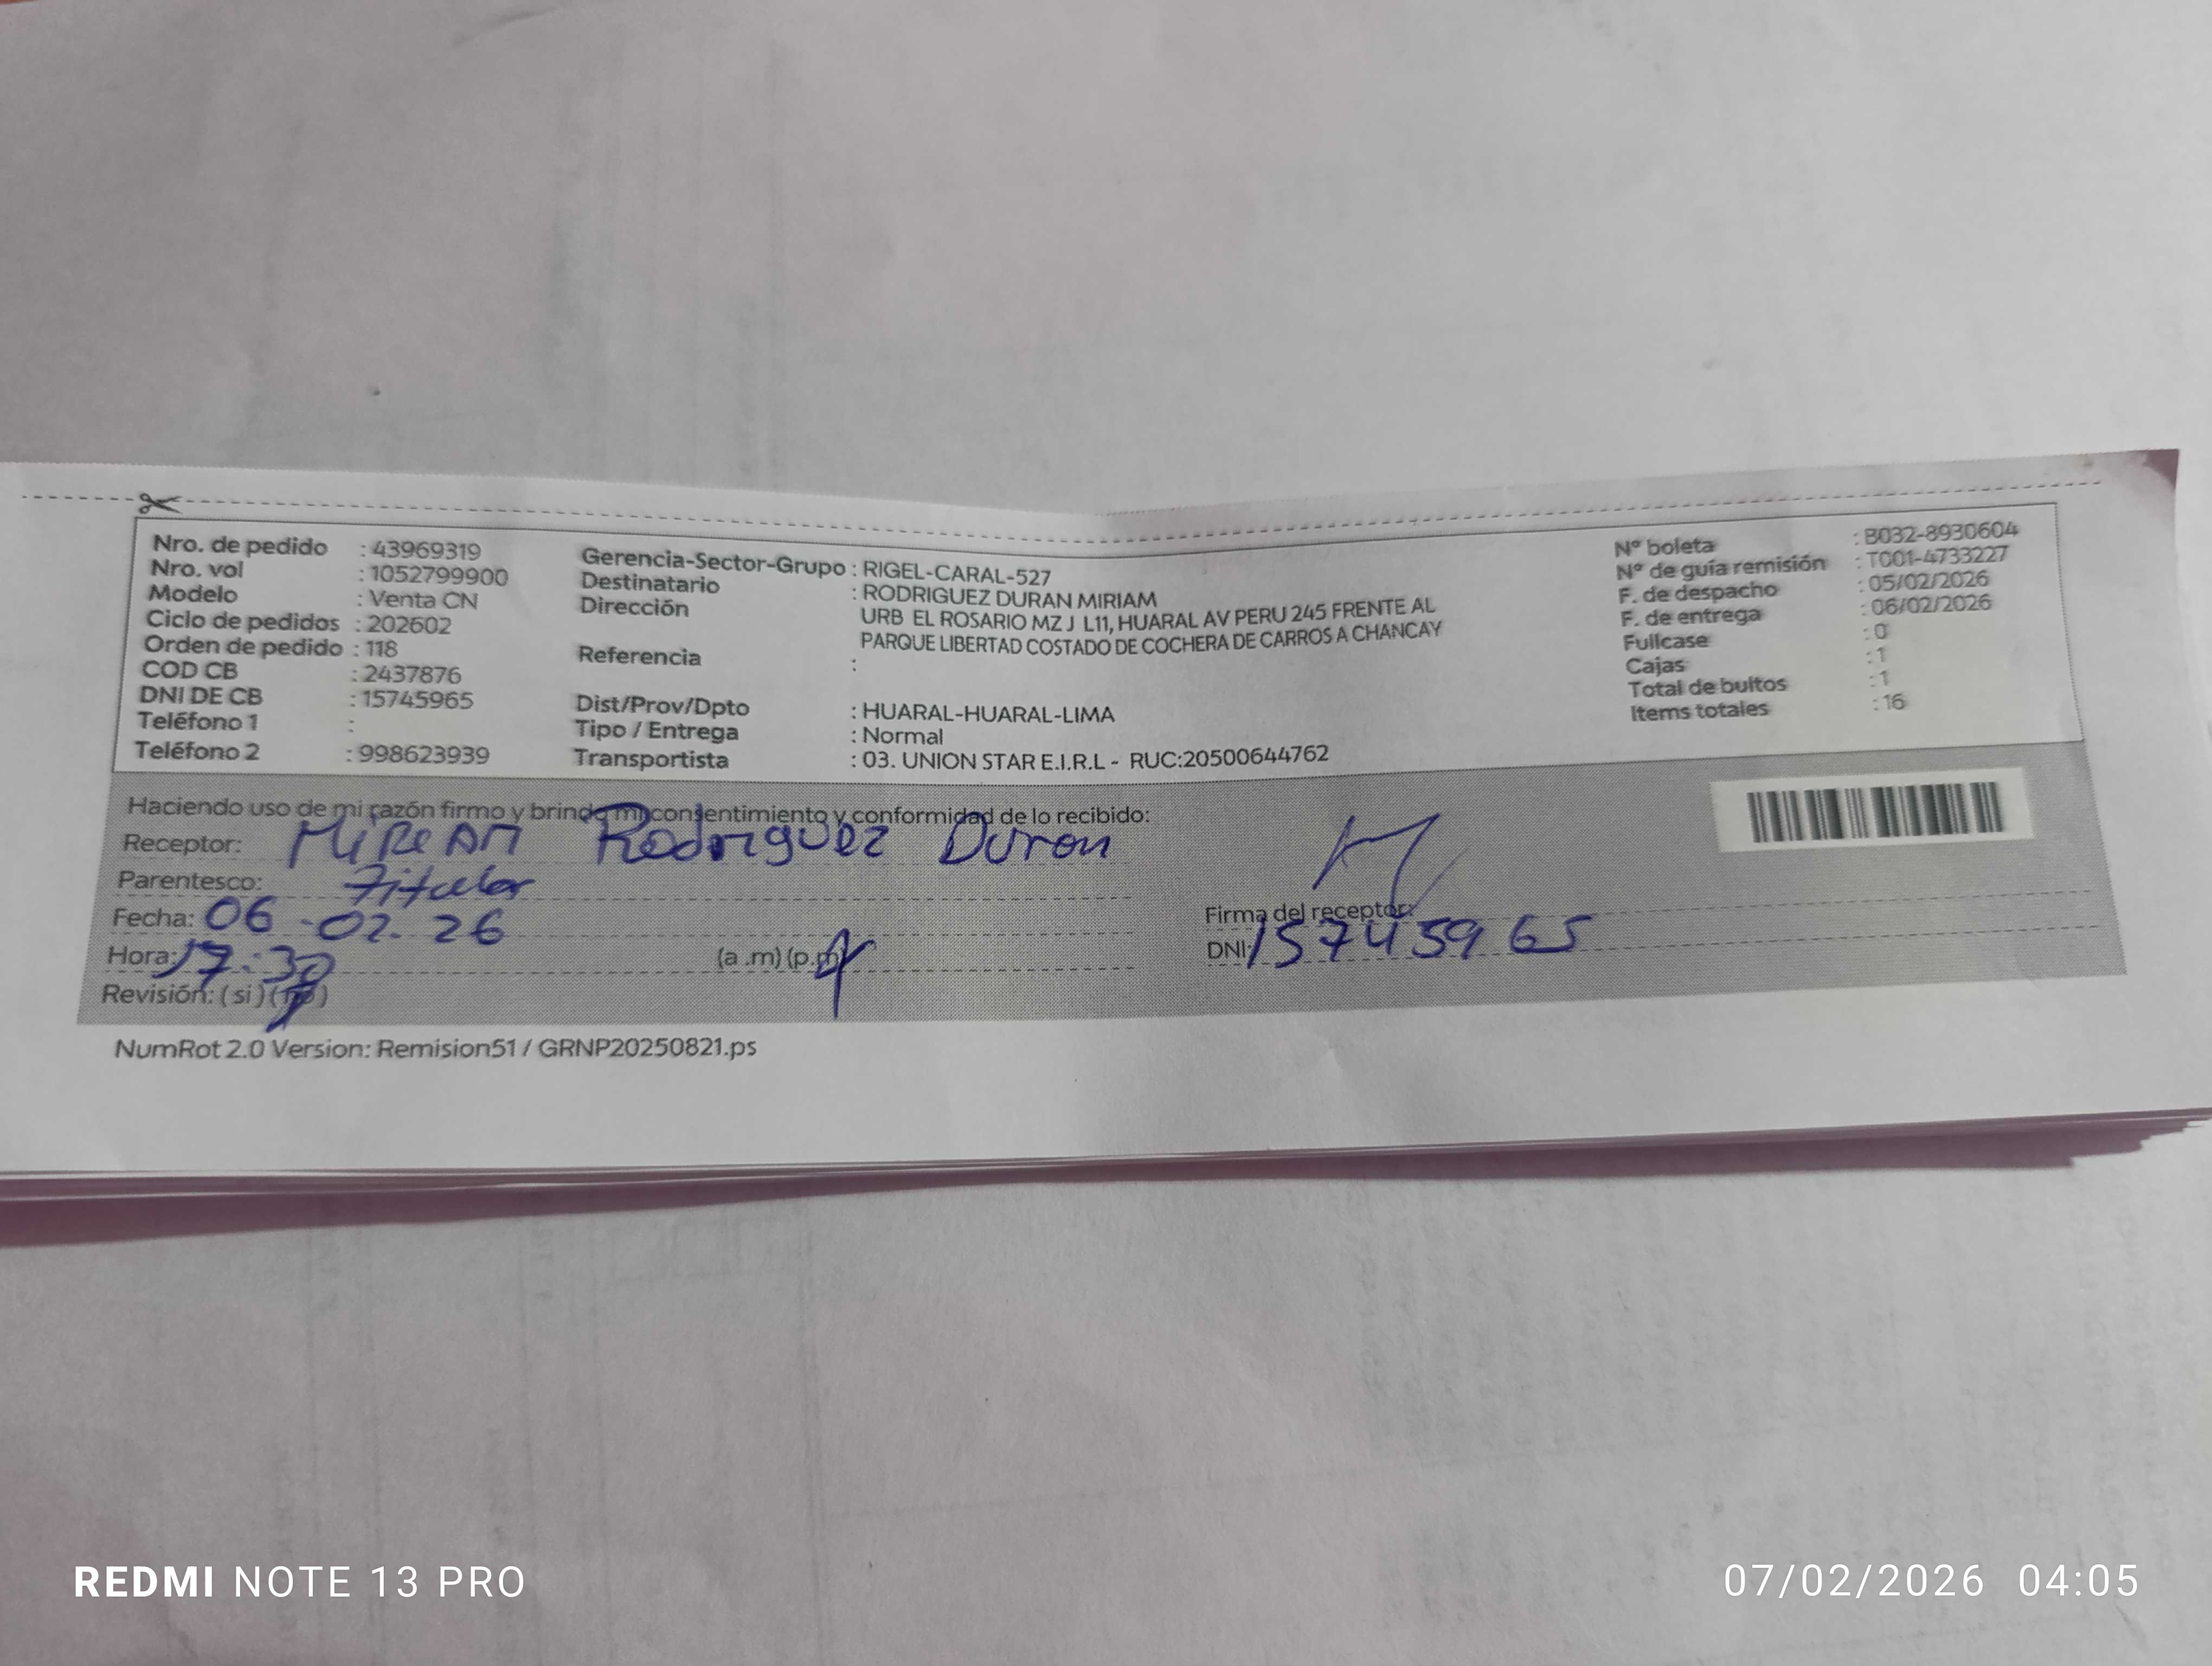 Nro. de pedido : 43969319
Nro. vol : 1052799900
Modelo : Venta CN
Ciclo de pedidos : 202602
Orden de pedido : 118
COD CB : 2437876
DNI DE CB : 15745965
Teléfono 1 :
Teléfono 2 : 998623939
Gerencia-Sector-Grupo : RIGEL-CARAL-527
Destinatario : RODRIGUEZ DURAN MIRIAM
Dirección : URB EL ROSARIO MZ J L11, HUARAL AV PERU 245 FRENTE AL
PARQUE LIBERTAD COSTADO DE COCHERA DE CARROS A CHANCAY
Referencia :
Dist/Prov/Dpto : HUARAL-HUARAL-LIMA
Tipo / Entrega : Normal
Transportista : 03. UNION STAR E.I.R.L - RUC:20500644762
Nº boleta : B032-8930604
Nº de guía remisión : T001-4733227
F. de despacho : 05/02/2026
F. de entrega : 06/02/2026
Fullcase : 0
Cajas : 1
Total de bultos : 1
Items totales : 16
Haciendo uso de mi razón firmo y brindo mi consentimiento y conformidad de lo recibido:
Receptor: MiReAM Rodriguez Duran
Parentesco: Titular
Fecha: 06-02-26
Hora: 17:30 (a .m) (p.m)
Revisión: ( si ) ( no )
Firma del receptor:
DNI 15745965
NumRot 2.0 Version: Remision51 / GRNP20250821.ps
REDMI NOTE 13 PRO
07/02/2026 04:05